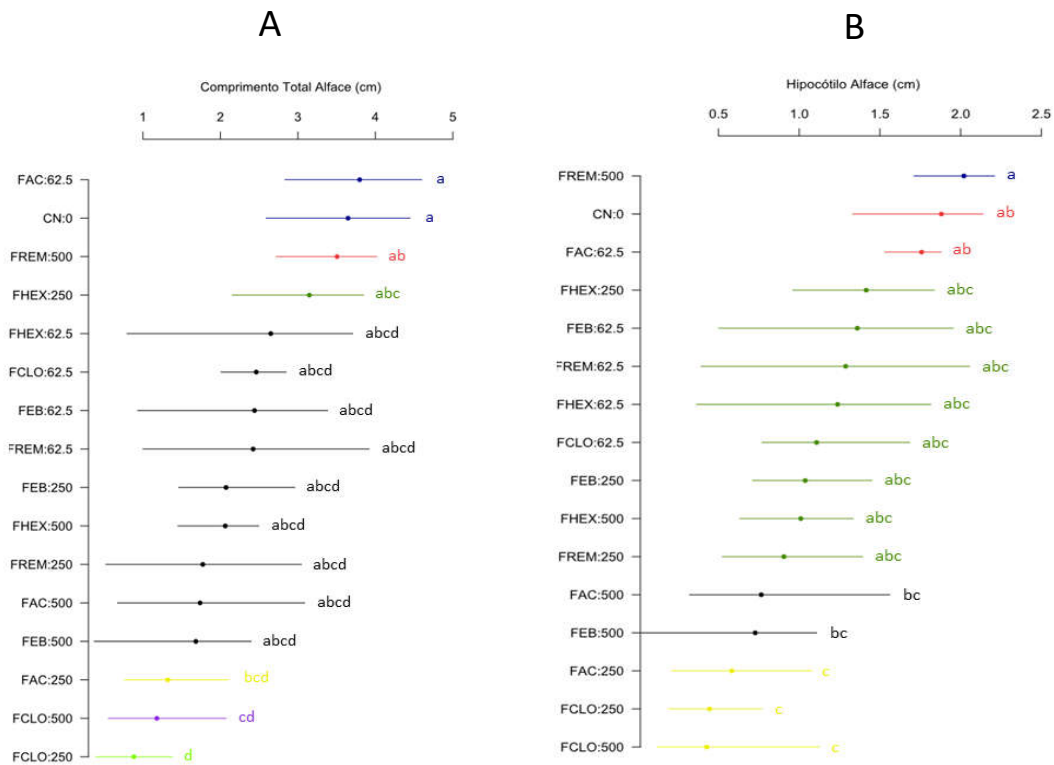 A
Comprimento Total Alface (cm)
1 2 3 4 5
FAC:62.5 a
CN:0 a
FREM:500 ab
FHEX:250 abc
FHEX:62.5 abcd
FCLO:62.5 abcd
FEB:62.5 abcd
FREM:62.5 abcd
FEB:250 abcd
FHEX:500 abcd
FREM:250 abcd
FAC:500 abcd
FEB:500 abcd
FAC:250 bcd
FCLO:500 cd
FCLO:250 d
B
Hipocótilo Alface (cm)
0.5 1.0 1.5 2.0 2.5
FREM:500 a
CN:0 ab
FAC:62.5 ab
FHEX:250 abc
FEB:62.5 abc
FREM:62.5 abc
FHEX:62.5 abc
FCLO:62.5 abc
FEB:250 abc
FHEX:500 abc
FREM:250 abc
FAC:500 bc
FEB:500 bc
FAC:250 c
FCLO:250 c
FCLO:500 c